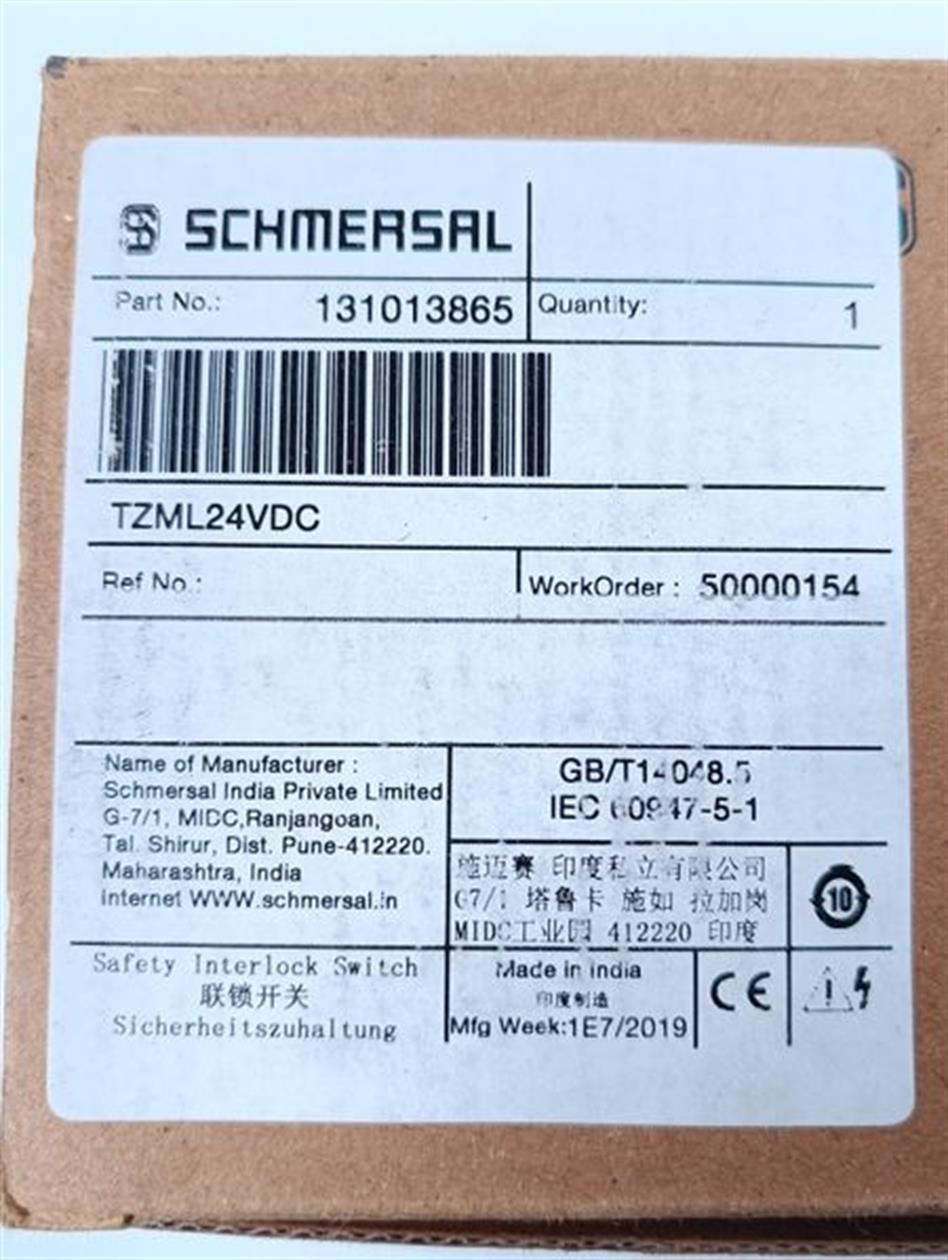 SCHMERSAL
Part No.: 131013865 Quantity: 1
TZML24VDC
Ref No.: WorkOrder : 50000154
Name of Manufacturer :
Schmersal India Private Limited
G-7/1, MIDC,Ranjangoan,
Tal. Shirur, Dist. Pune-412220.
Maharashtra, India
Internet WWW.schmersal.in
GB/T14048.5
IEC 60947-5-1
施迈赛 印度私立有限公司
G7/1 塔鲁卡 施如 拉加岗
MIDC工业园 412220 印度
10
Safety Interlock Switch
联锁开关
Sicherheitszuhaltung
Made in India
印度制造
Mfg Week:1E7/2019
CE